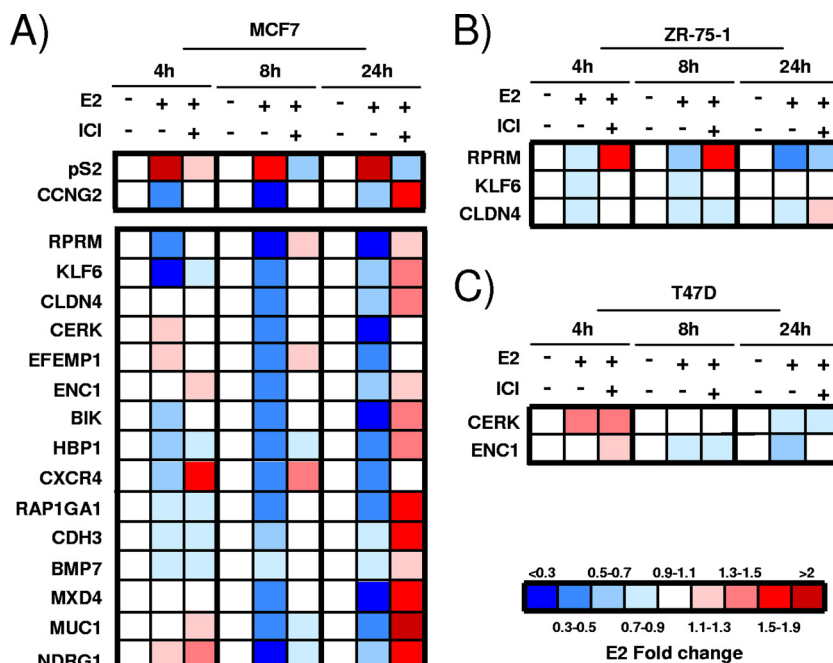 A)
MCF7
4h 8h 24h
E2 - + + - + + - + +
ICI - - + - - + - - +
pS2
CCNG2
RPRM
KLF6
CLDN4
CERK
EFEMP1
ENC1
BIK
HBP1
CXCR4
RAP1GA1
CDH3
BMP7
MXD4
MUC1
NDRG1
B)
ZR-75-1
4h 8h 24h
E2 - + + - + + - + +
ICI - - + - - + - - +
RPRM
KLF6
CLDN4
C)
T47D
4h 8h 24h
E2 - + + - + + - + +
ICI - - + - - + - - +
CERK
ENC1
<0.3 0.5-0.7 0.9-1.1 1.3-1.5 >2
0.3-0.5 0.7-0.9 1.1-1.3 1.5-1.9
E2 Fold change